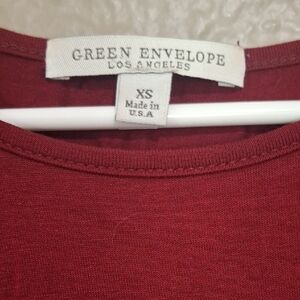 GREEN ENVELOPE
LOS ANGELES
XS
Made in
U.S.A